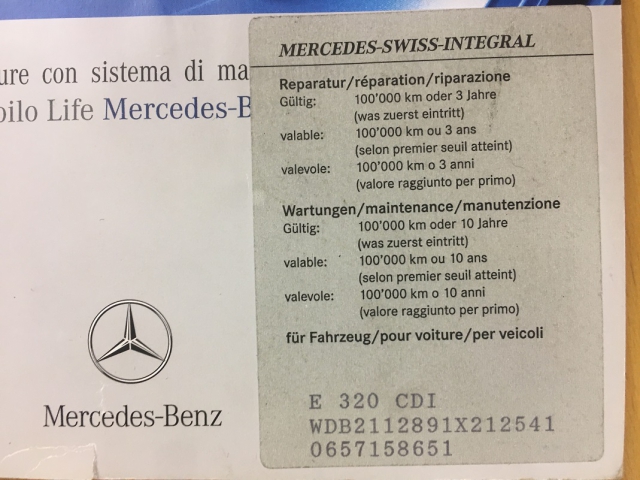 ure con sistema di ma
oilo Life Mercedes-B
Mercedes-Benz
MERCEDES-SWISS-INTEGRAL
Reparatur/réparation/riparazione
Gültig: 100'000 km oder 3 Jahre
(was zuerst eintritt)
valable: 100'000 km ou 3 ans
(selon premier seuil atteint)
valevole: 100'000 km o 3 anni
(valore raggiunto per primo)
Wartungen/maintenance/manutenzione
Gültig: 100'000 km oder 10 Jahre
(was zuerst eintritt)
valable: 100'000 km ou 10 ans
(selon premier seuil atteint)
valevole: 100'000 km o 10 anni
(valore raggiunto per primo)
für Fahrzeug/pour voiture/per veicoli
E 320 CDI
WDB2112891X212541
0657158651